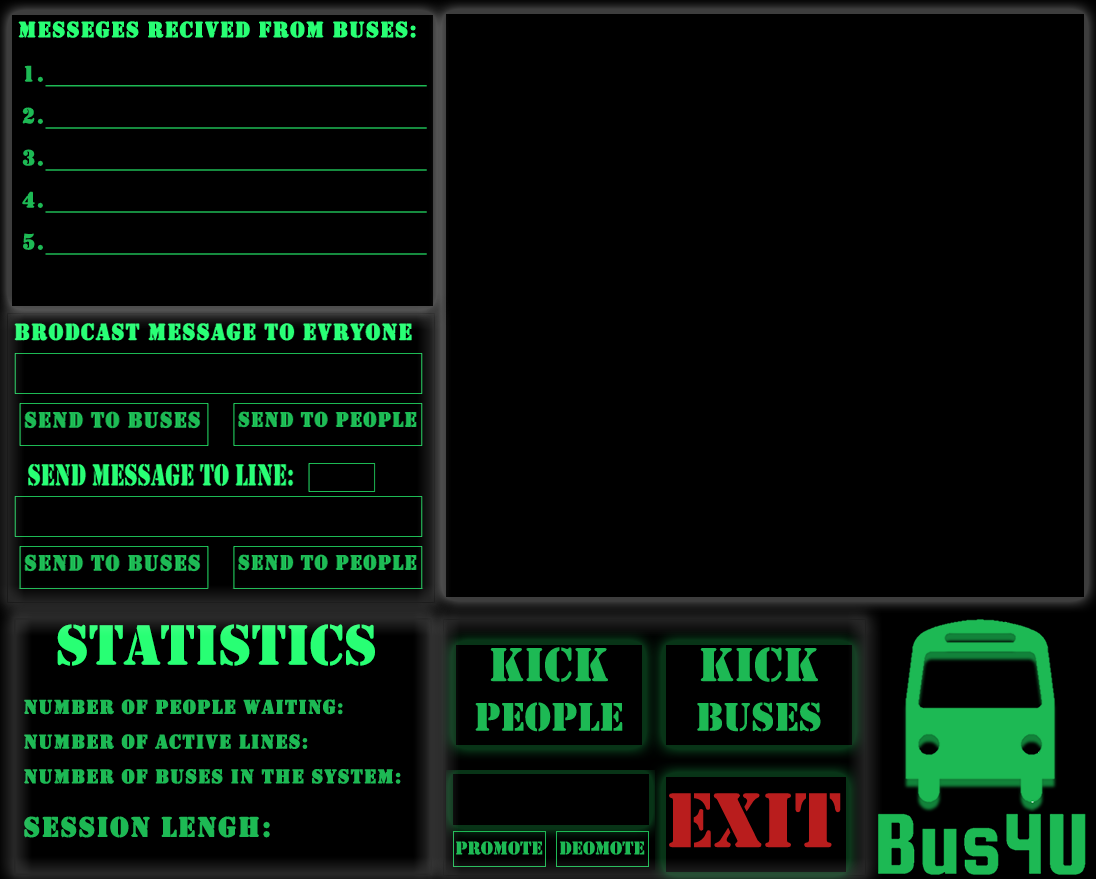 MESSEGES RECIVED FROM BUSES:
1.
2.
3.
4.
5.
BRODCAST MESSAGE TO EVRYONE
SEND TO BUSES
SEND TO PEOPLE
SEND MESSAGE TO LINE:
SEND TO BUSES
SEND TO PEOPLE
STATISTICS
NUMBER OF PEOPLE WAITING:
NUMBER OF ACTIVE LINES:
NUMBER OF BUSES IN THE SYSTEM:
SESSION LENGH:
KICK
PEOPLE
KICK
BUSES
PROMOTE
DEOMOTE
EXIT
Bus4U